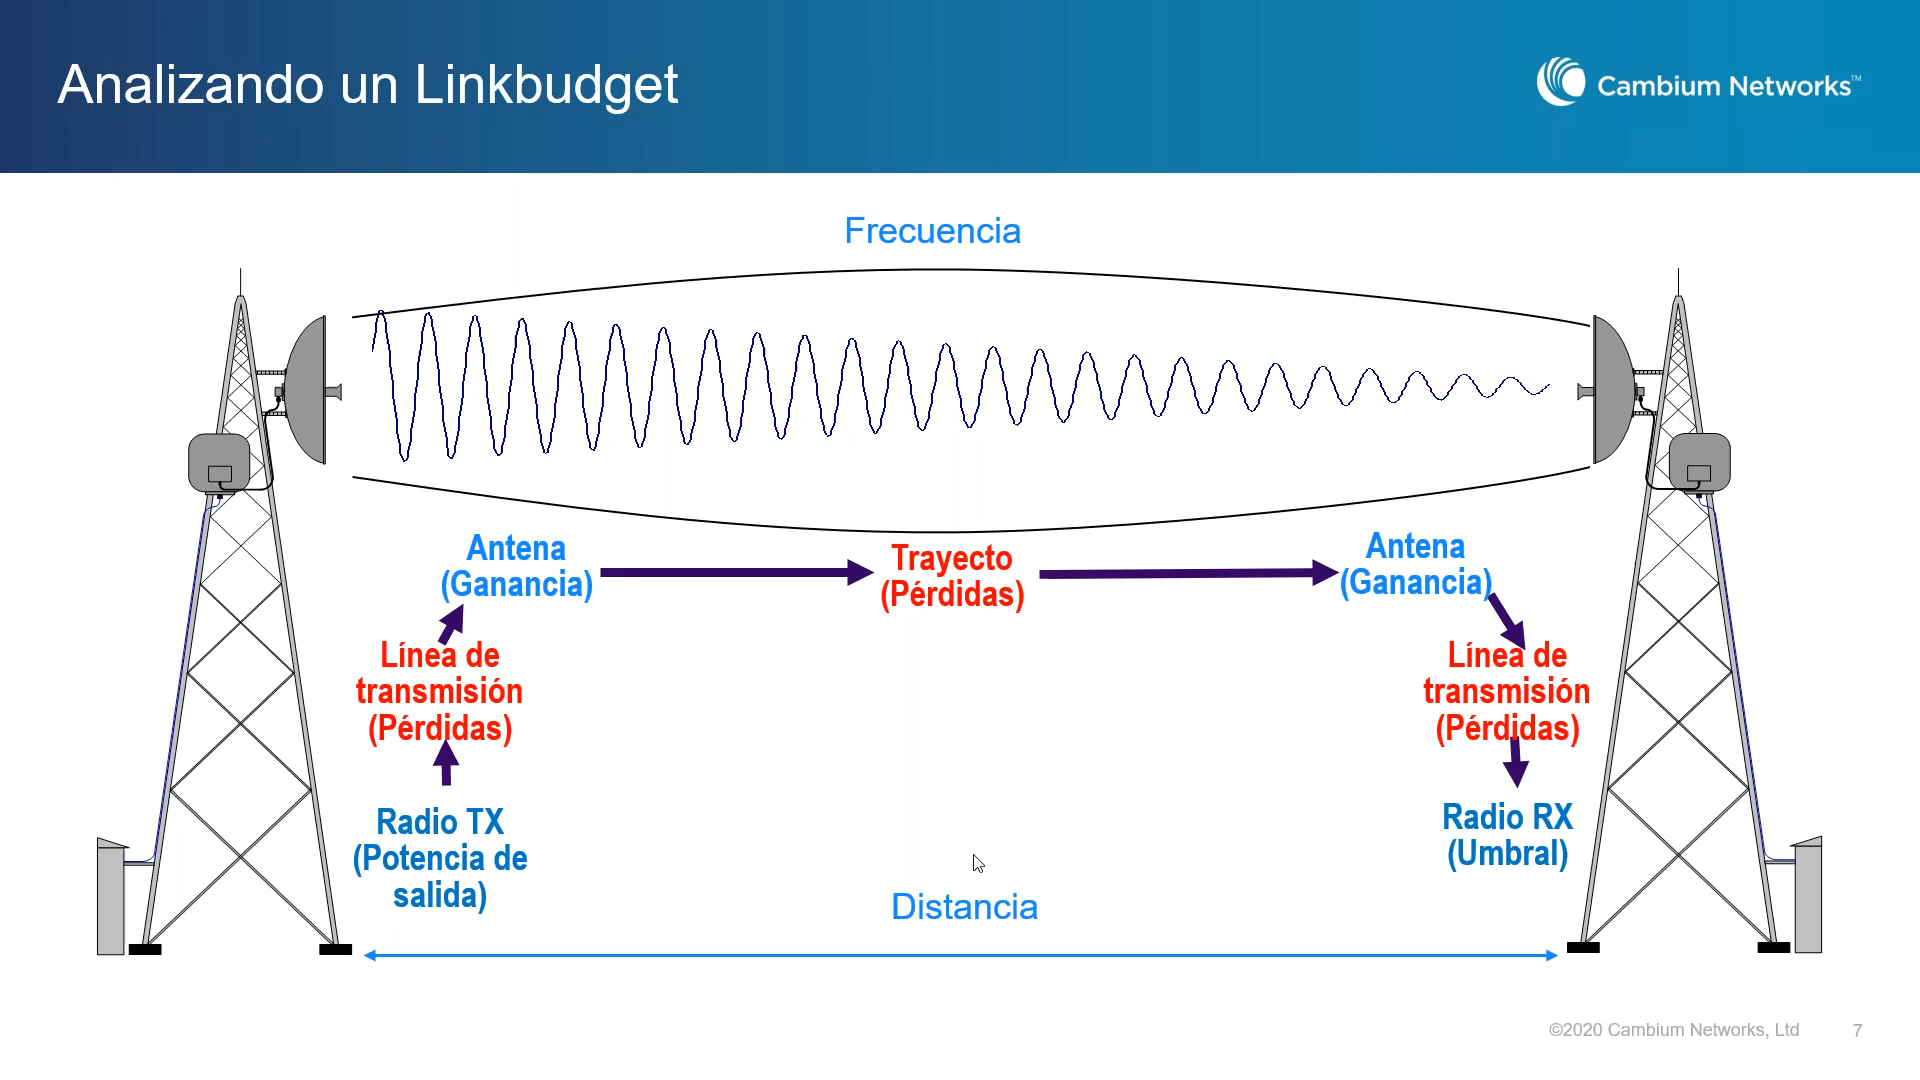 Analizando un Linkbudget
Cambium Networks™
Frecuencia
Antena
(Ganancia)
Trayecto
(Pérdidas)
Antena
(Ganancia)
Línea de
transmisión
(Pérdidas)
Línea de
transmisión
(Pérdidas)
Radio TX
(Potencia de
salida)
Radio RX
(Umbral)
Distancia
©2020 Cambium Networks, Ltd
7